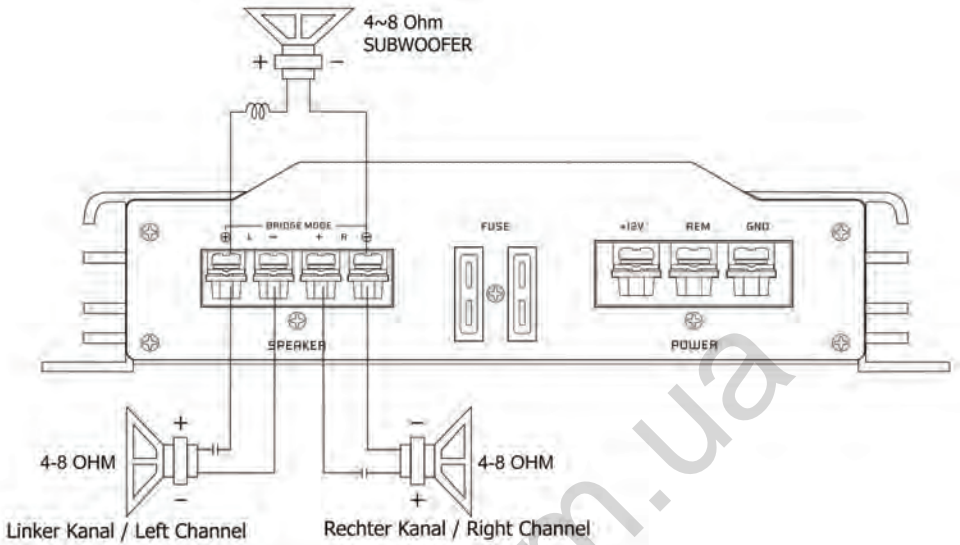 4~8 Ohm
SUBWOOFER
+ −
BRIDGE MODE
⊕ L − + R ⊖
FUSE
+12V REM GND
SPEAKER
POWER
+ −
4-8 OHM 4-8 OHM
− +
Linker Kanal / Left Channel Rechter Kanal / Right Channel
m.ua